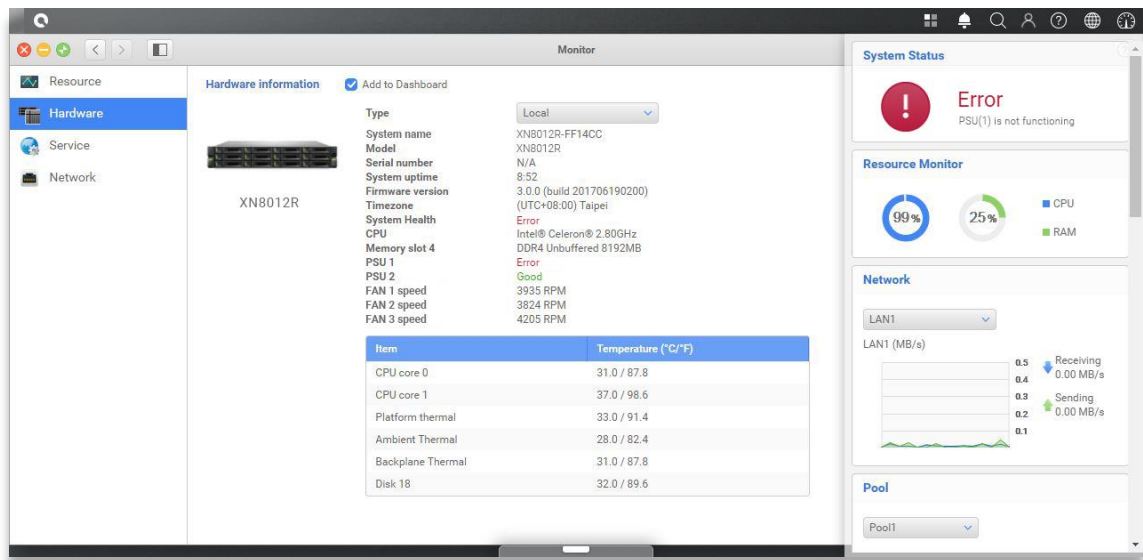 Monitor
Resource
Hardware
Service
Network
Hardware information
Add to Dashboard
XN8012R
Type Local
System name XN8012R-FF14CC
Model XN8012R
Serial number N/A
System uptime 8:52
Firmware version 3.0.0 (build 201706190200)
Timezone (UTC+08:00) Taipei
System Health Error
CPU Intel® Celeron® 2.80GHz
Memory slot 4 DDR4 Unbuffered 8192MB
PSU 1 Error
PSU 2 Good
FAN 1 speed 3935 RPM
FAN 2 speed 3824 RPM
FAN 3 speed 4205 RPM
Item Temperature (°C/°F)
CPU core 0 31.0 / 87.8
CPU core 1 37.0 / 98.6
Platform thermal 33.0 / 91.4
Ambient Thermal 28.0 / 82.4
Backplane Thermal 31.0 / 87.8
Disk 18 32.0 / 89.6
System Status
Error
PSU(1) is not functioning
Resource Monitor
99%
25%
CPU
RAM
Network
LAN1
LAN1 (MB/s)
0.5
0.4
0.3
0.2
0.1
Receiving
0.00 MB/s
Sending
0.00 MB/s
Pool
Pool1